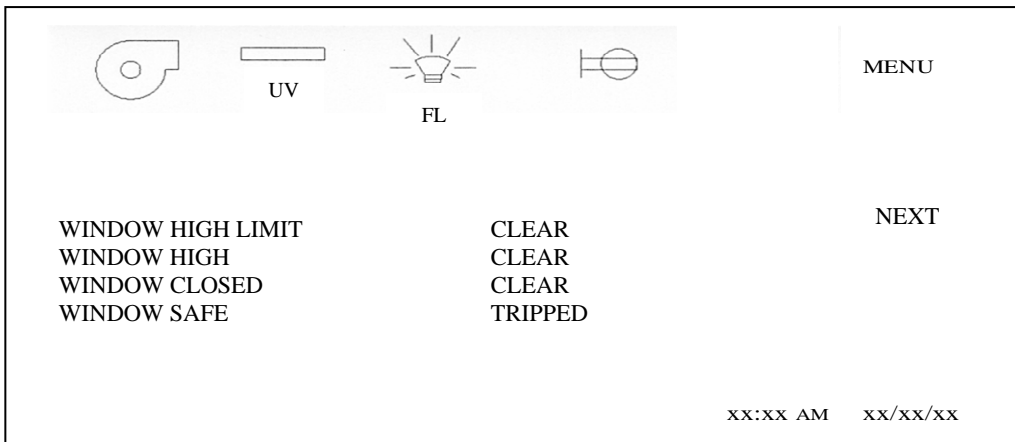 MENU
UV
FL
NEXT
WINDOW HIGH LIMIT CLEAR
WINDOW HIGH CLEAR
WINDOW CLOSED CLEAR
WINDOW SAFE TRIPPED
xx:xx AM xx/xx/xx